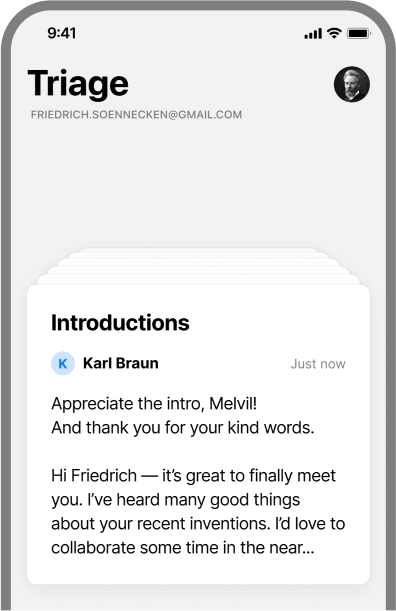 9:41
Triage
FRIEDRICH.SOENNECKEN@GMAIL.COM
Introductions
K Karl Braun Just now
Appreciate the intro, Melvil!
And thank you for your kind words.
Hi Friedrich — it’s great to finally meet
you. I’ve heard many good things
about your recent inventions. I’d love to
collaborate some time in the near...